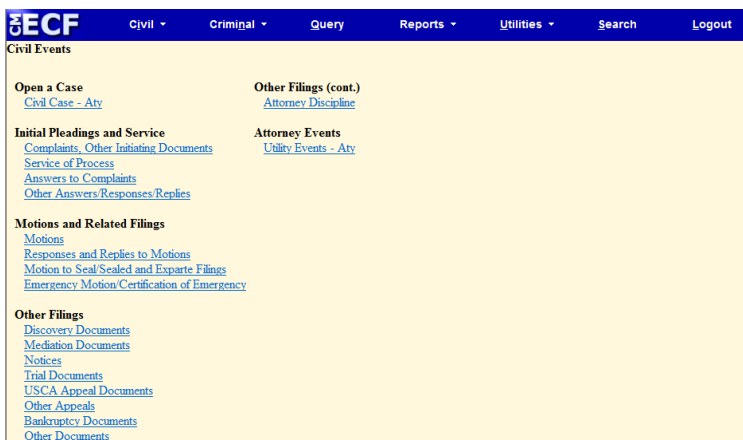 CM ECF Civil Criminal Query Reports Utilities Search Logout
Civil Events
Open a Case
Civil Case - Aty
Initial Pleadings and Service
Complaints, Other Initiating Documents
Service of Process
Answers to Complaints
Other Answers/Responses/Replies
Motions and Related Filings
Motions
Responses and Replies to Motions
Motion to Seal/Sealed and Exparte Filings
Emergency Motion/Certification of Emergency
Other Filings
Discovery Documents
Mediation Documents
Notices
Trial Documents
USCA Appeal Documents
Other Appeals
Bankruptcy Documents
Other Documents
Other Filings (cont.)
Attorney Discipline
Attorney Events
Utility Events - Aty